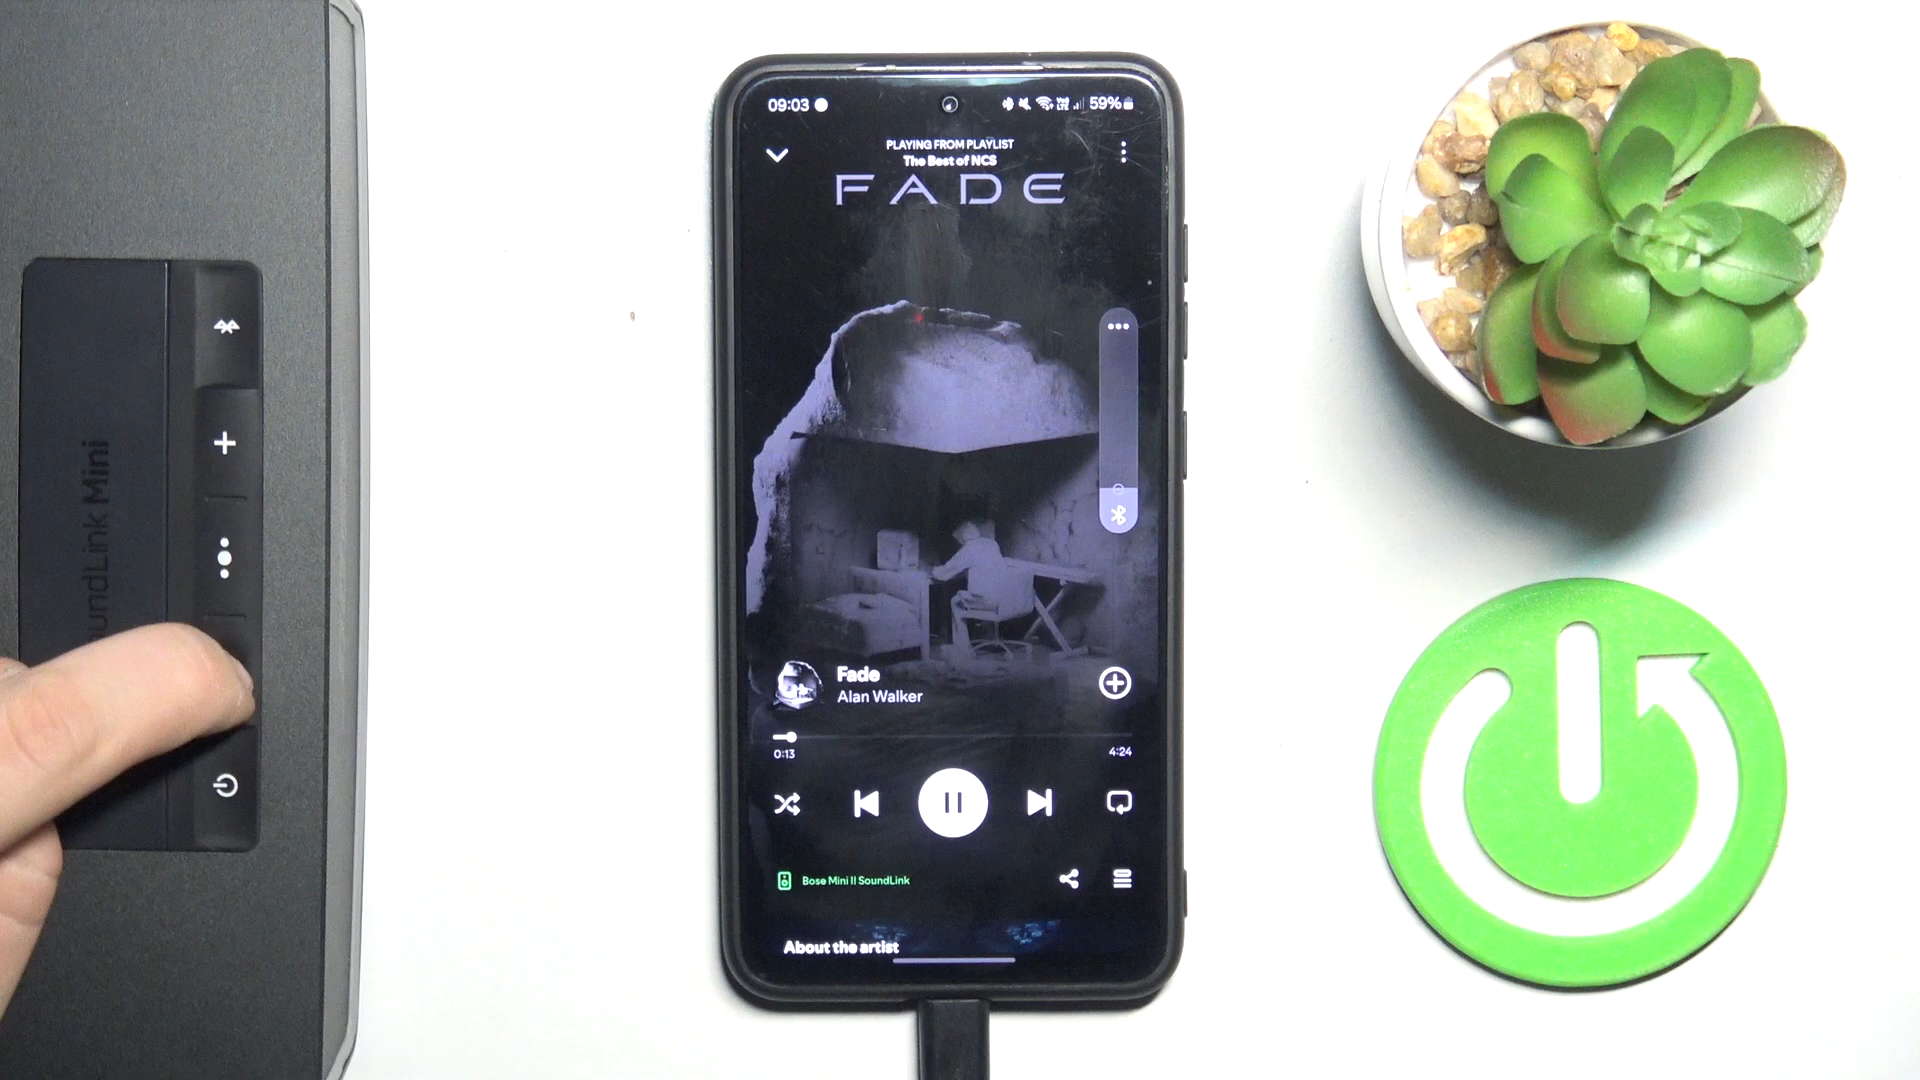 SoundLink Mini
09:03
59%
PLAYING FROM PLAYLIST
The Best of NCS
FADE
Fade
Alan Walker
0:13
4:24
Bose Mini II SoundLink
About the artist